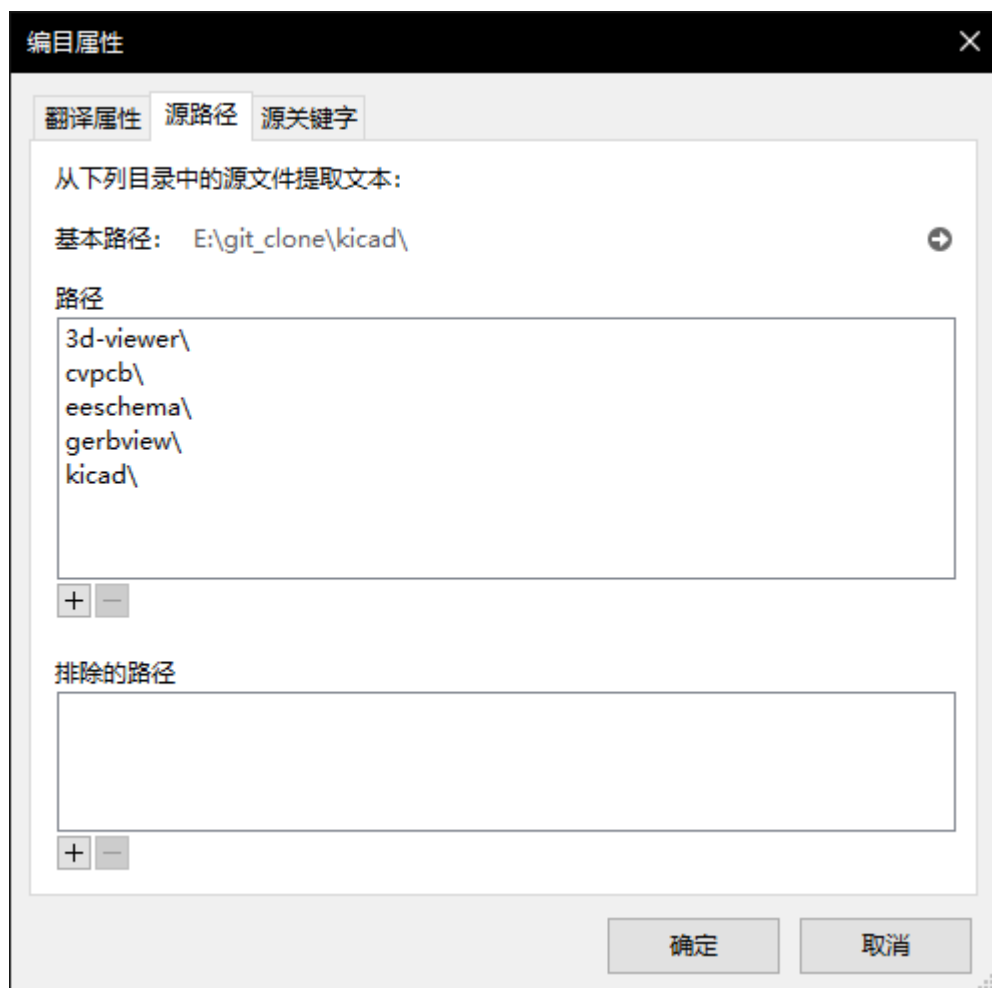 编目属性
翻译属性 源路径 源关键字
从下列目录中的源文件提取文本:
基本路径: E:\git_clone\kicad\
路径
3d-viewer\
cvpcb\
eeschema\
gerbview\
kicad\
排除的路径
确定 取消